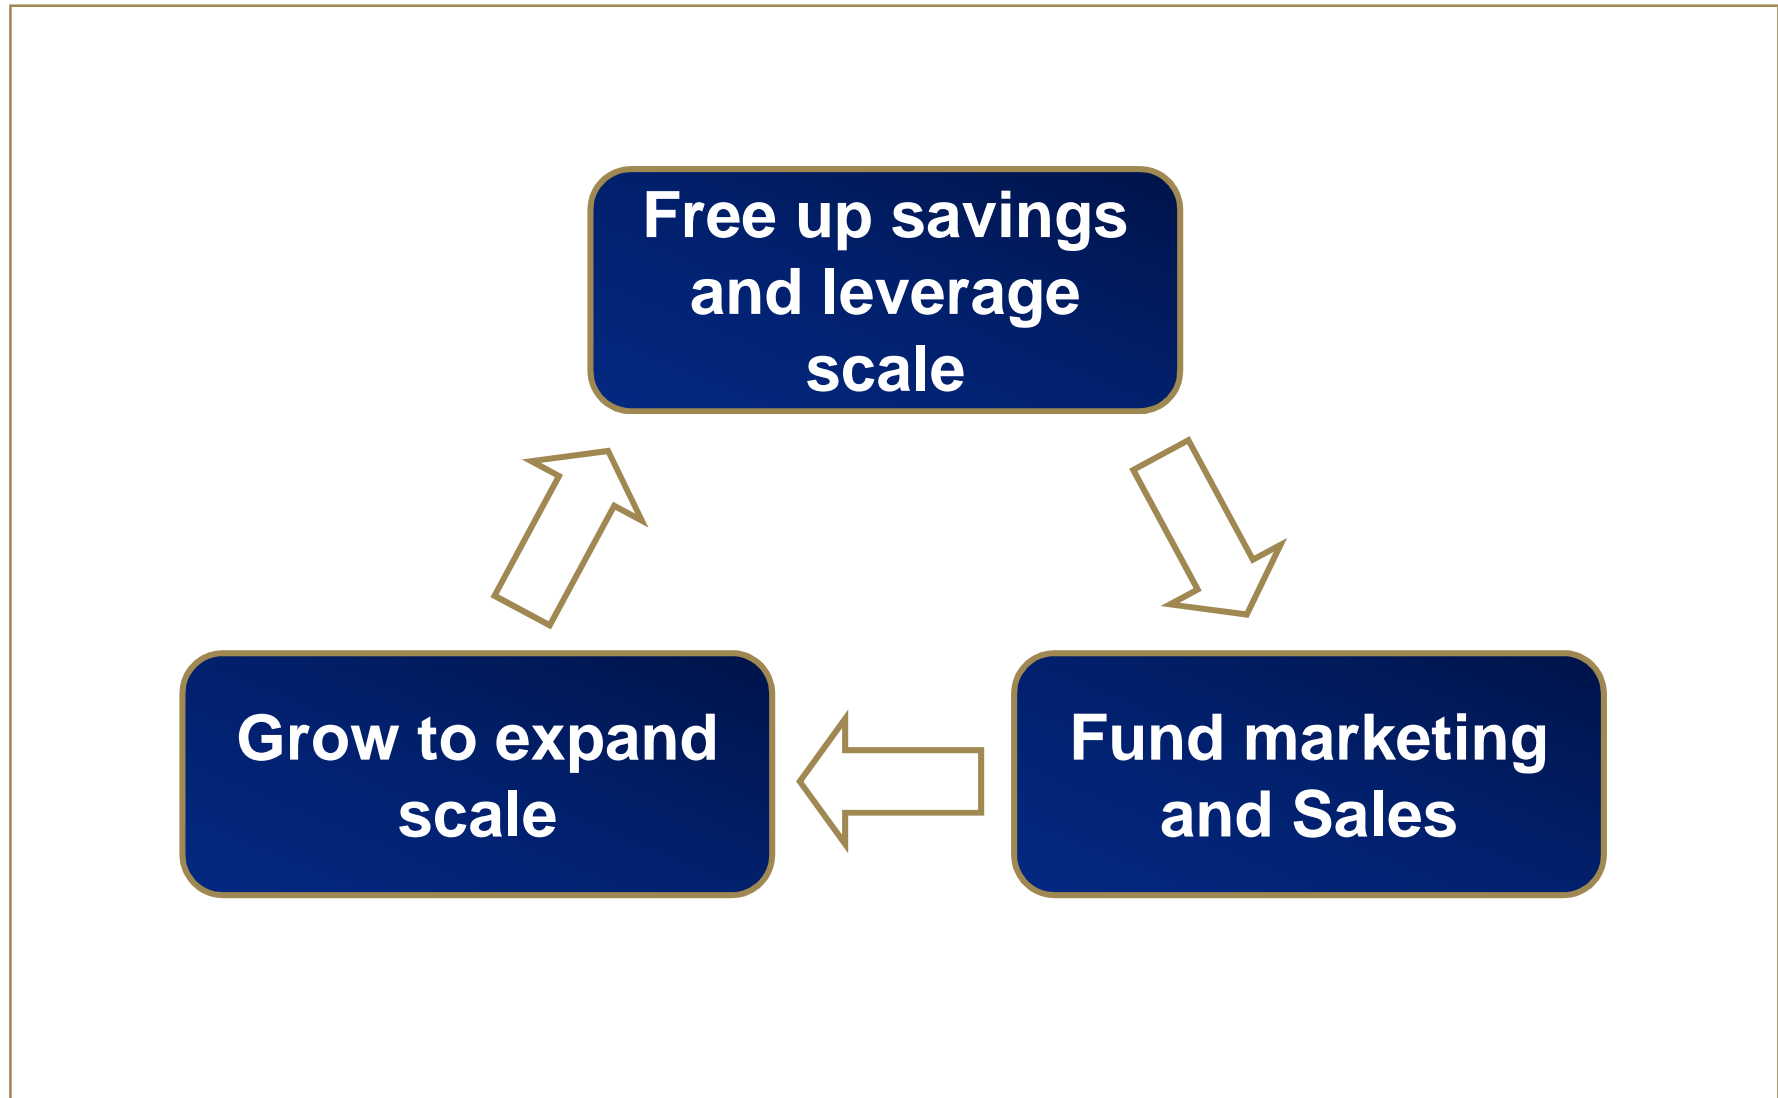 Free up savings
and leverage
scale
Grow to expand
scale
Fund marketing
and Sales